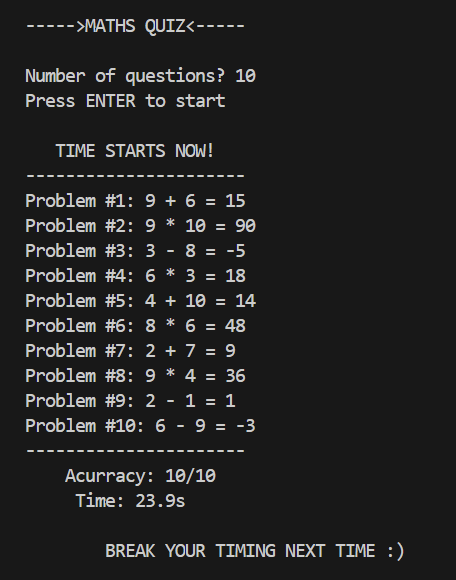 ----->MATHS QUIZ<-----
Number of questions? 10
Press ENTER to start
TIME STARTS NOW!
----------------------
Problem #1: 9 + 6 = 15
Problem #2: 9 * 10 = 90
Problem #3: 3 - 8 = -5
Problem #4: 6 * 3 = 18
Problem #5: 4 + 10 = 14
Problem #6: 8 * 6 = 48
Problem #7: 2 + 7 = 9
Problem #8: 9 * 4 = 36
Problem #9: 2 - 1 = 1
Problem #10: 6 - 9 = -3
----------------------
Acurracy: 10/10
Time: 23.9s
BREAK YOUR TIMING NEXT TIME :)